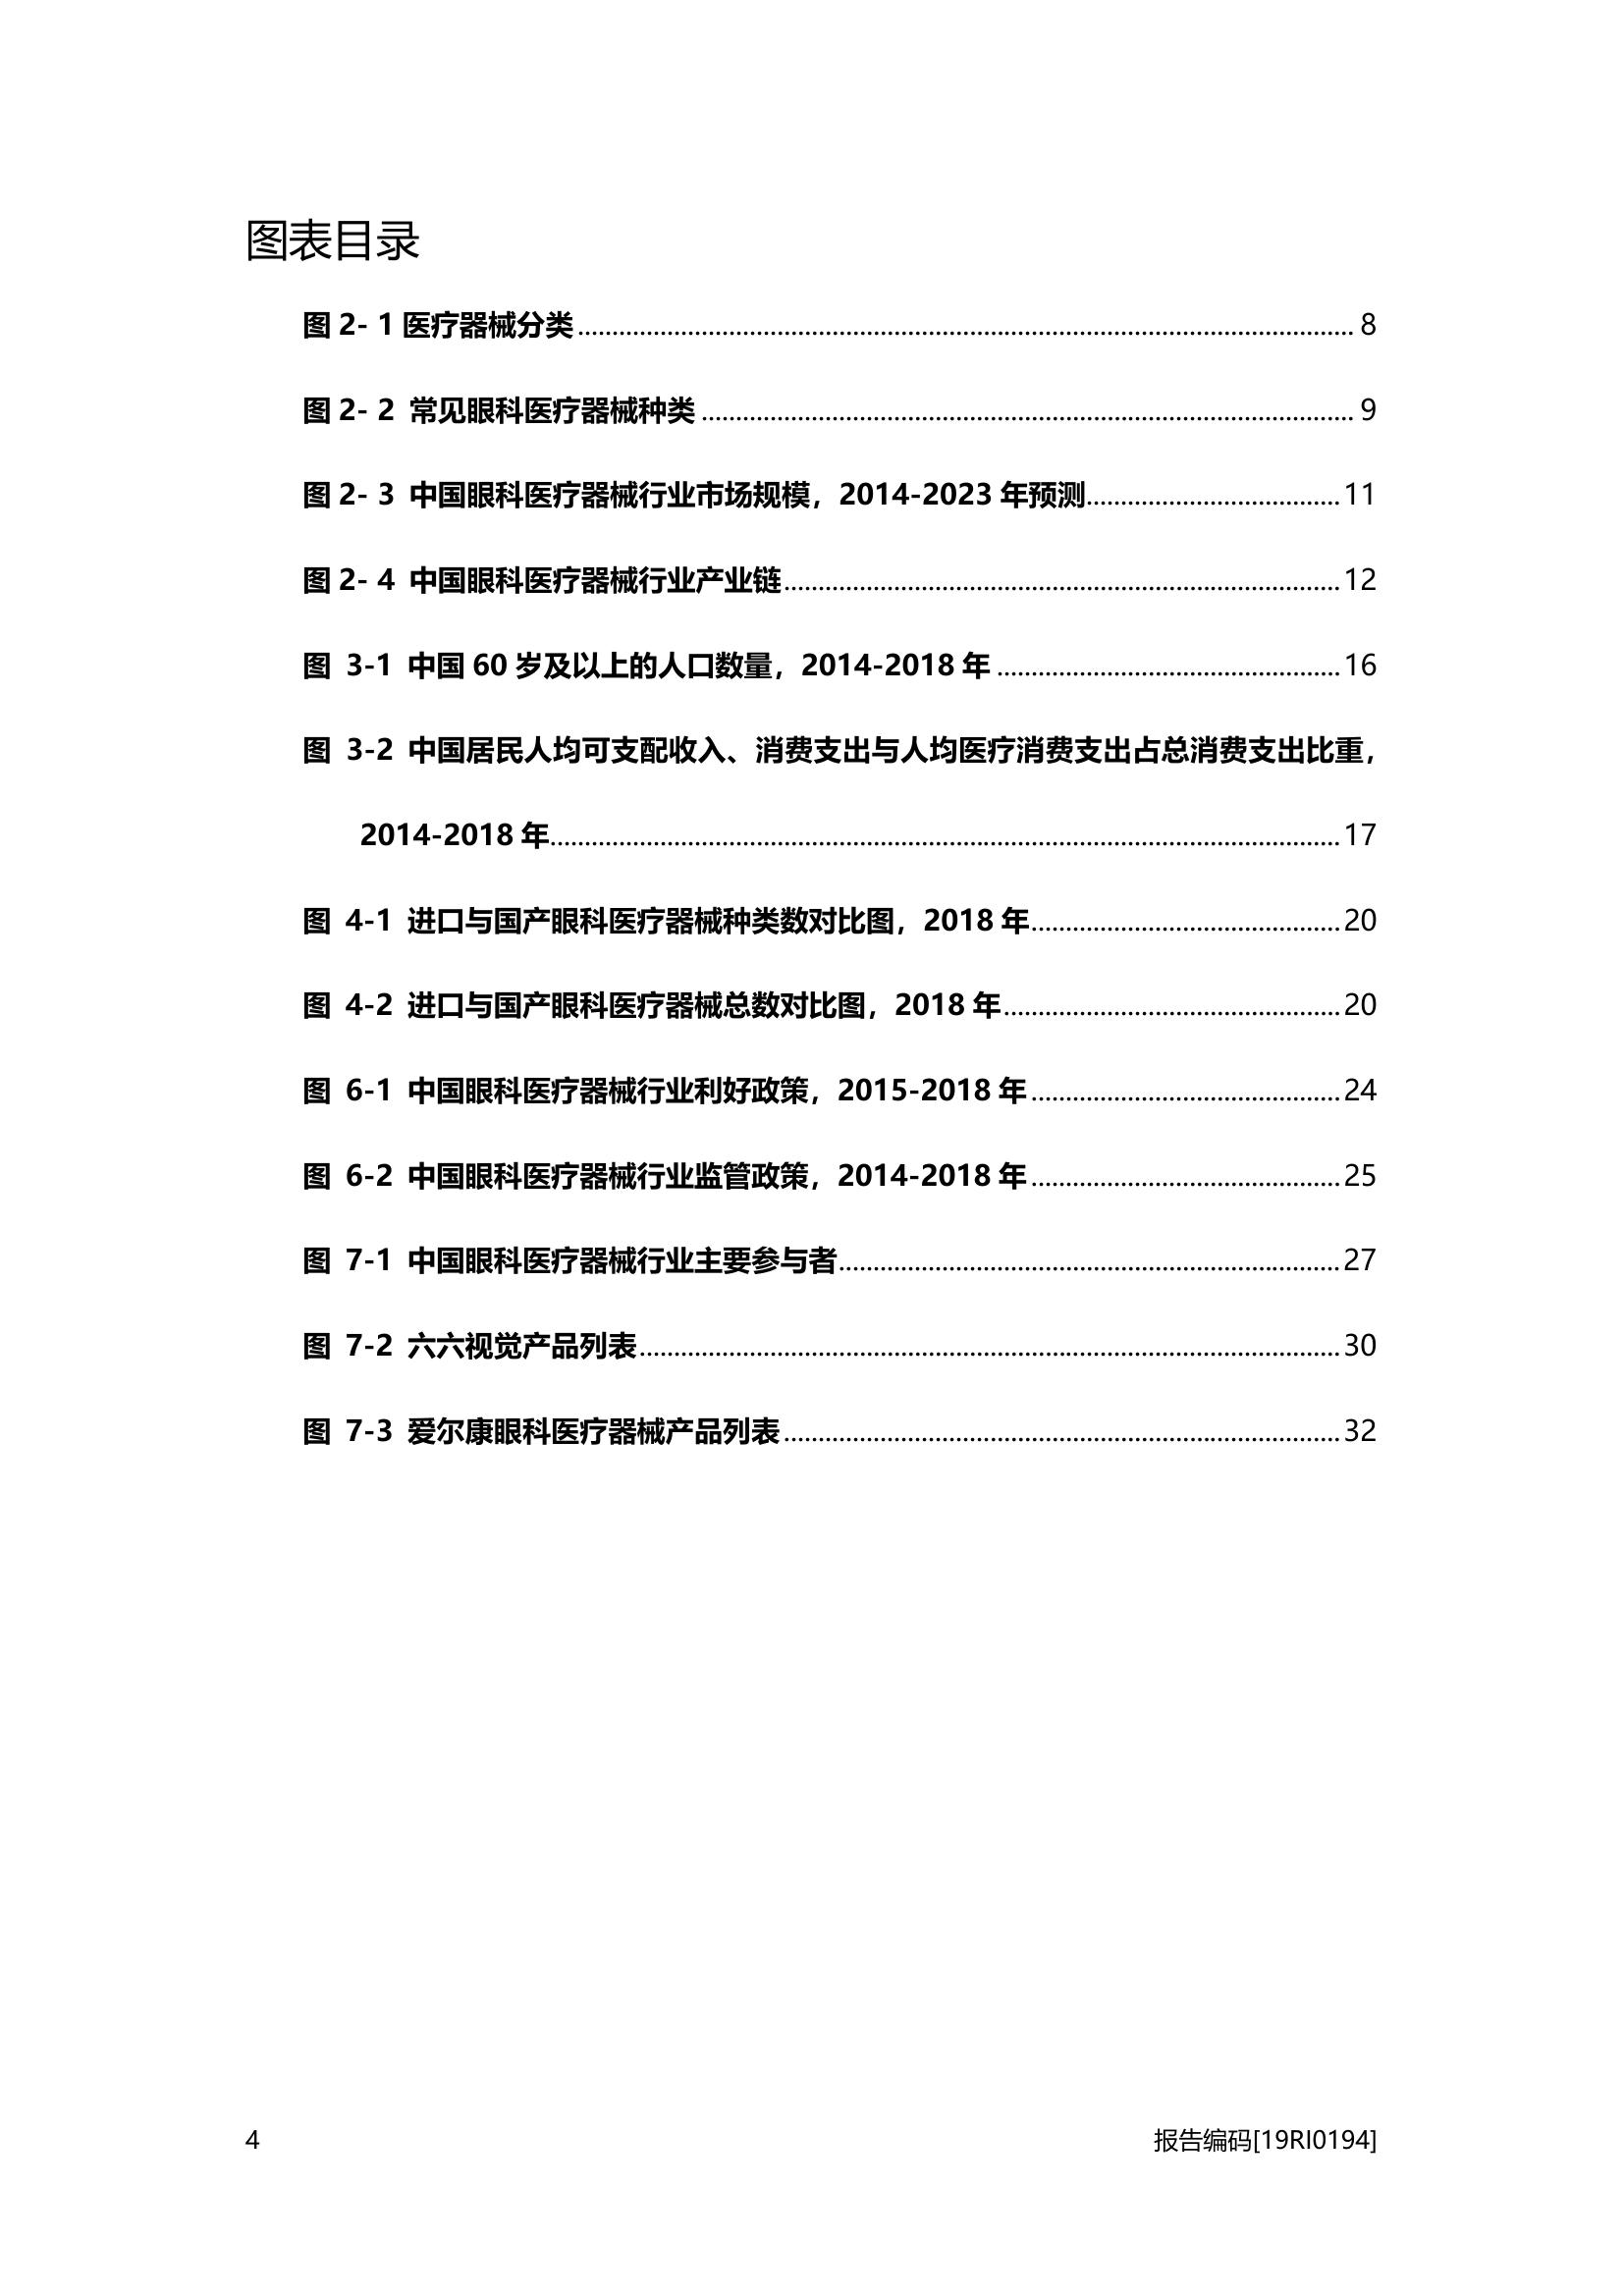 图表目录
图 2- 1 医疗器械分类........................................ 8
图 2- 2 常见眼科医疗器械种类........................................ 9
图 2- 3 中国眼科医疗器械行业市场规模，2014-2023 年预测........................................11
图 2- 4 中国眼科医疗器械行业产业链........................................12
图 3-1 中国 60 岁及以上的人口数量，2014-2018 年........................................16
图 3-2 中国居民人均可支配收入、消费支出与人均医疗消费支出占总消费支出比重，
2014-2018 年........................................17
图 4-1 进口与国产眼科医疗器械种类数对比图，2018 年........................................20
图 4-2 进口与国产眼科医疗器械总数对比图，2018 年........................................20
图 6-1 中国眼科医疗器械行业利好政策，2015-2018 年........................................24
图 6-2 中国眼科医疗器械行业监管政策，2014-2018 年........................................25
图 7-1 中国眼科医疗器械行业主要参与者........................................27
图 7-2 六六视觉产品列表........................................30
图 7-3 爱尔康眼科医疗器械产品列表........................................32
4 报告编码[19RI0194]